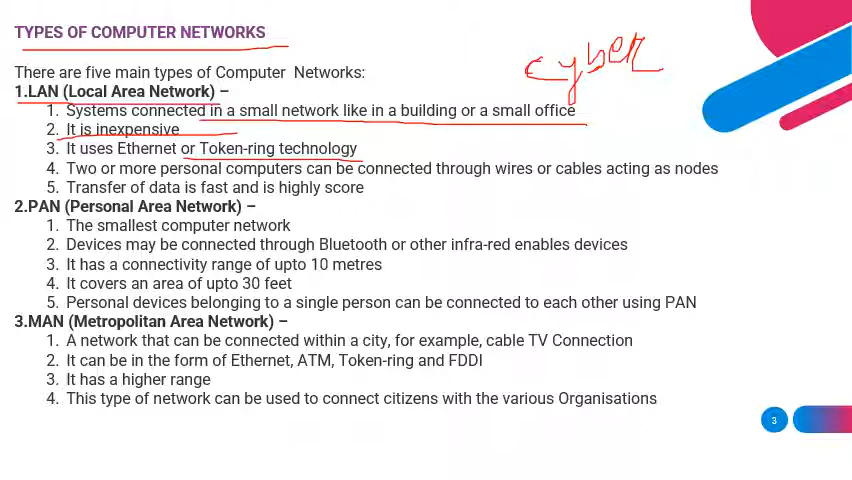 TYPES OF COMPUTER NETWORKS
cyber
There are five main types of Computer Networks:
1.LAN (Local Area Network) –
1. Systems connected in a small network like in a building or a small office
2. It is inexpensive
3. It uses Ethernet or Token-ring technology
4. Two or more personal computers can be connected through wires or cables acting as nodes
5. Transfer of data is fast and is highly score
2.PAN (Personal Area Network) –
1. The smallest computer network
2. Devices may be connected through Bluetooth or other infra-red enables devices
3. It has a connectivity range of upto 10 metres
4. It covers an area of upto 30 feet
5. Personal devices belonging to a single person can be connected to each other using PAN
3.MAN (Metropolitan Area Network) –
1. A network that can be connected within a city, for example, cable TV Connection
2. It can be in the form of Ethernet, ATM, Token-ring and FDDI
3. It has a higher range
4. This type of network can be used to connect citizens with the various Organisations
3